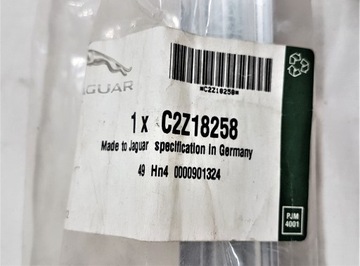 JAGUAR
*C2Z18258*
1 x C2Z18258
Made to Jaguar specification in Germany
49 Hn4 0000901324
PJM
4001